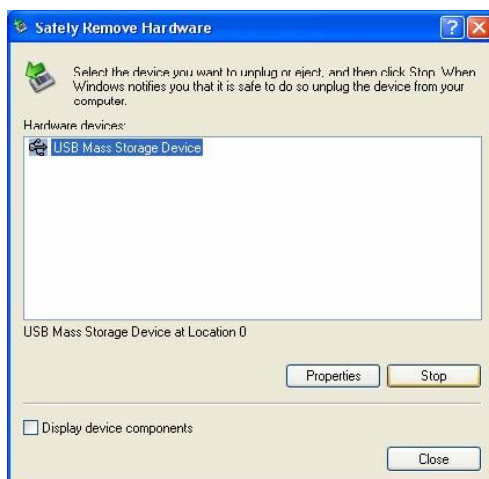 Safely Remove Hardware
Select the device you want to unplug or eject, and then click Stop. When
Windows notifies you that it is safe to do so unplug the device from your
computer.
Hardware devices:
USB Mass Storage Device
USB Mass Storage Device at Location 0
Properties Stop
Display device components
Close